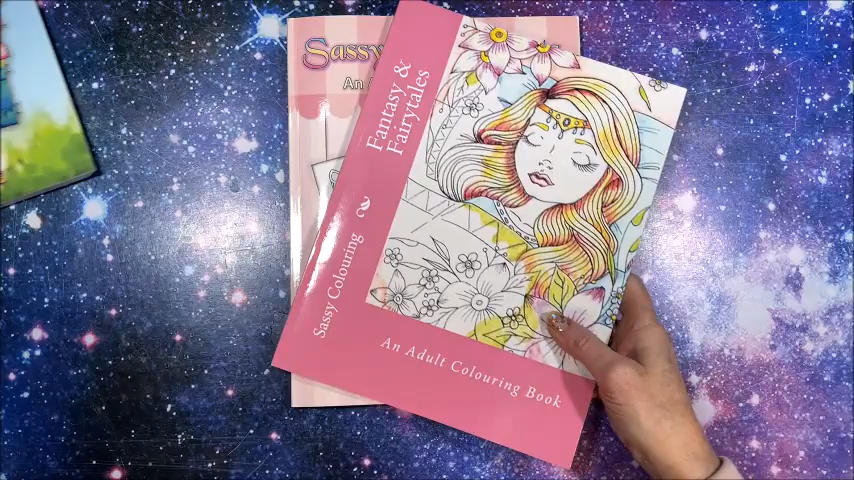 Sassy
An
Fantasy &
Fairytales
Sassy Colouring
An Adult Colouring Book